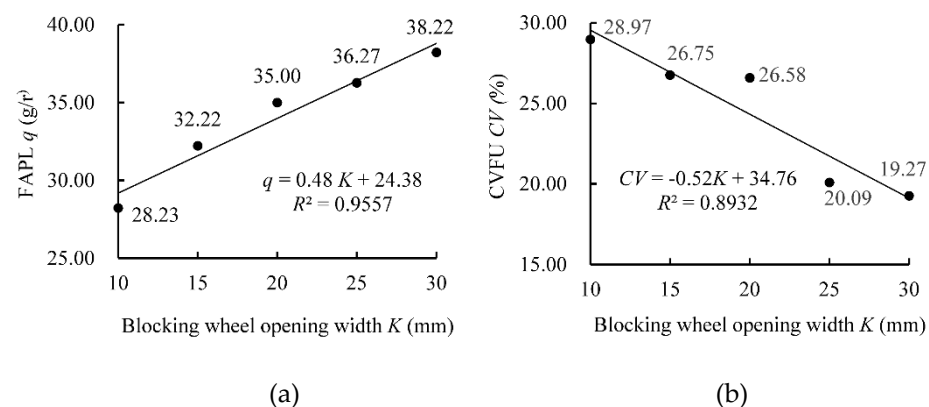 40.00
35.00
30.00
25.00
FAPL q (g/r)
28.23
32.22
35.00
36.27
38.22
q = 0.48 K + 24.38
R² = 0.9557
10 15 20 25 30
Blocking wheel opening width K (mm)
(a)
30.00
25.00
20.00
15.00
CVFU CV (%)
28.97
26.75
26.58
20.09
19.27
CV = -0.52K + 34.76
R² = 0.8932
10 15 20 25 30
Blocking wheel opening width K (mm)
(b)